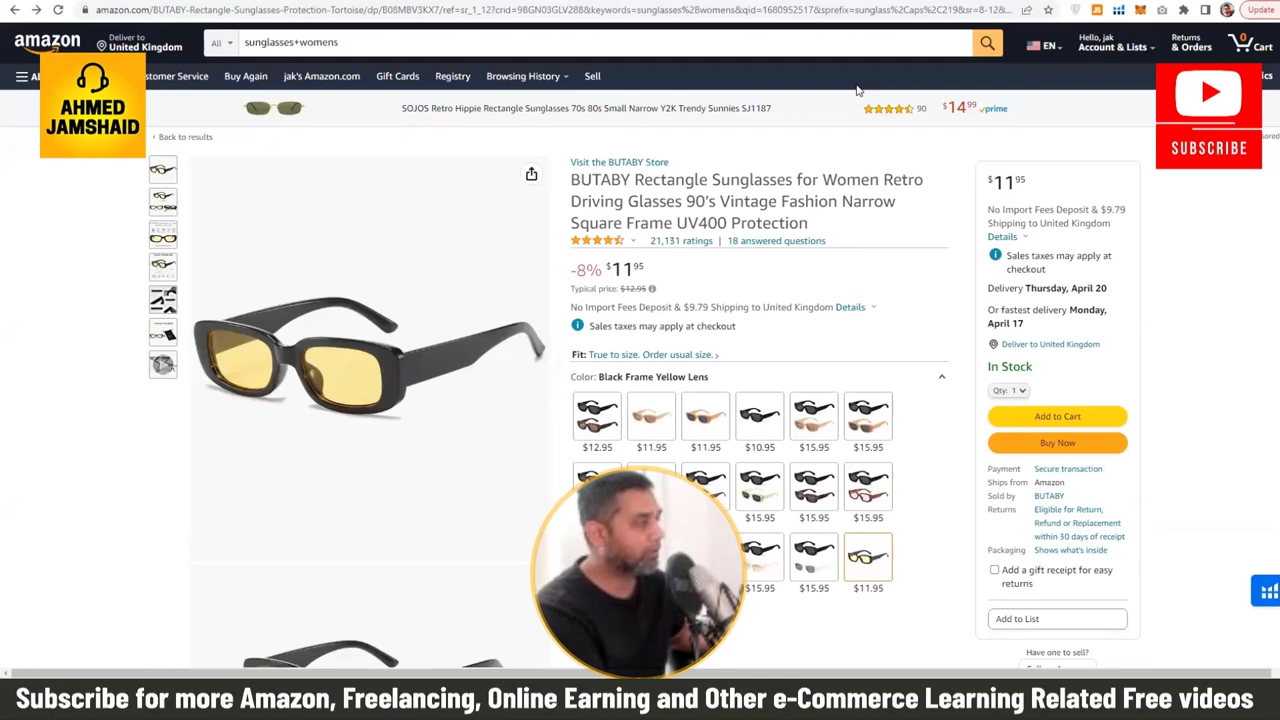 amazon.com/BUTABY-Rectangle-Sunglasses-Protection-Tortoise/dp/B08MBV3KX7/ref=sr_1_12?crid=9BGN03GLV288&keywords=sunglasses%2Bwomens&qid=1680952517&sprefix=sunglass%2Caps%2C219&sr=8-12&...
Update
amazon
Deliver to
United Kingdom
All
sunglasses+womens
EN
Hello, jak
Account & Lists
Returns
& Orders
0
Cart
stomer Service
Buy Again
jak's Amazon.com
Gift Cards
Registry
Browsing History
Sell
AHMED
JAMSHAID
SUBSCRIBE
SOJOS Retro Hippie Rectangle Sunglasses 70s 80s Small Narrow Y2K Trendy Sunnies SJ1187
90
$14 99
prime
‹ Back to results
Visit the BUTABY Store
BUTABY Rectangle Sunglasses for Women Retro
Driving Glasses 90's Vintage Fashion Narrow
Square Frame UV400 Protection
21,131 ratings | 18 answered questions
-8% $11 95
Typical price: $12.95
No Import Fees Deposit & $9.79 Shipping to United Kingdom Details
Sales taxes may apply at checkout
Fit: True to size. Order usual size. ›
Color: Black Frame Yellow Lens
$12.95 $11.95 $11.95 $10.95 $15.95 $15.95
$15.95 $15.95 $15.95
$15.95 $15.95 $11.95
$11 95
No Import Fees Deposit & $9.79
Shipping to United Kingdom
Details
Sales taxes may apply at
checkout
Delivery Thursday, April 20
Or fastest delivery Monday,
April 17
Deliver to United Kingdom
In Stock
Qty: 1
Add to Cart
Buy Now
Payment Secure transaction
Ships from Amazon
Sold by BUTABY
Returns Eligible for Return,
Refund or Replacement
within 30 days of receipt
Packaging Shows what's inside
Add a gift receipt for easy
returns
Add to List
Have one to sell?
Subscribe for more Amazon, Freelancing, Online Earning and Other e-Commerce Learning Related Free videos